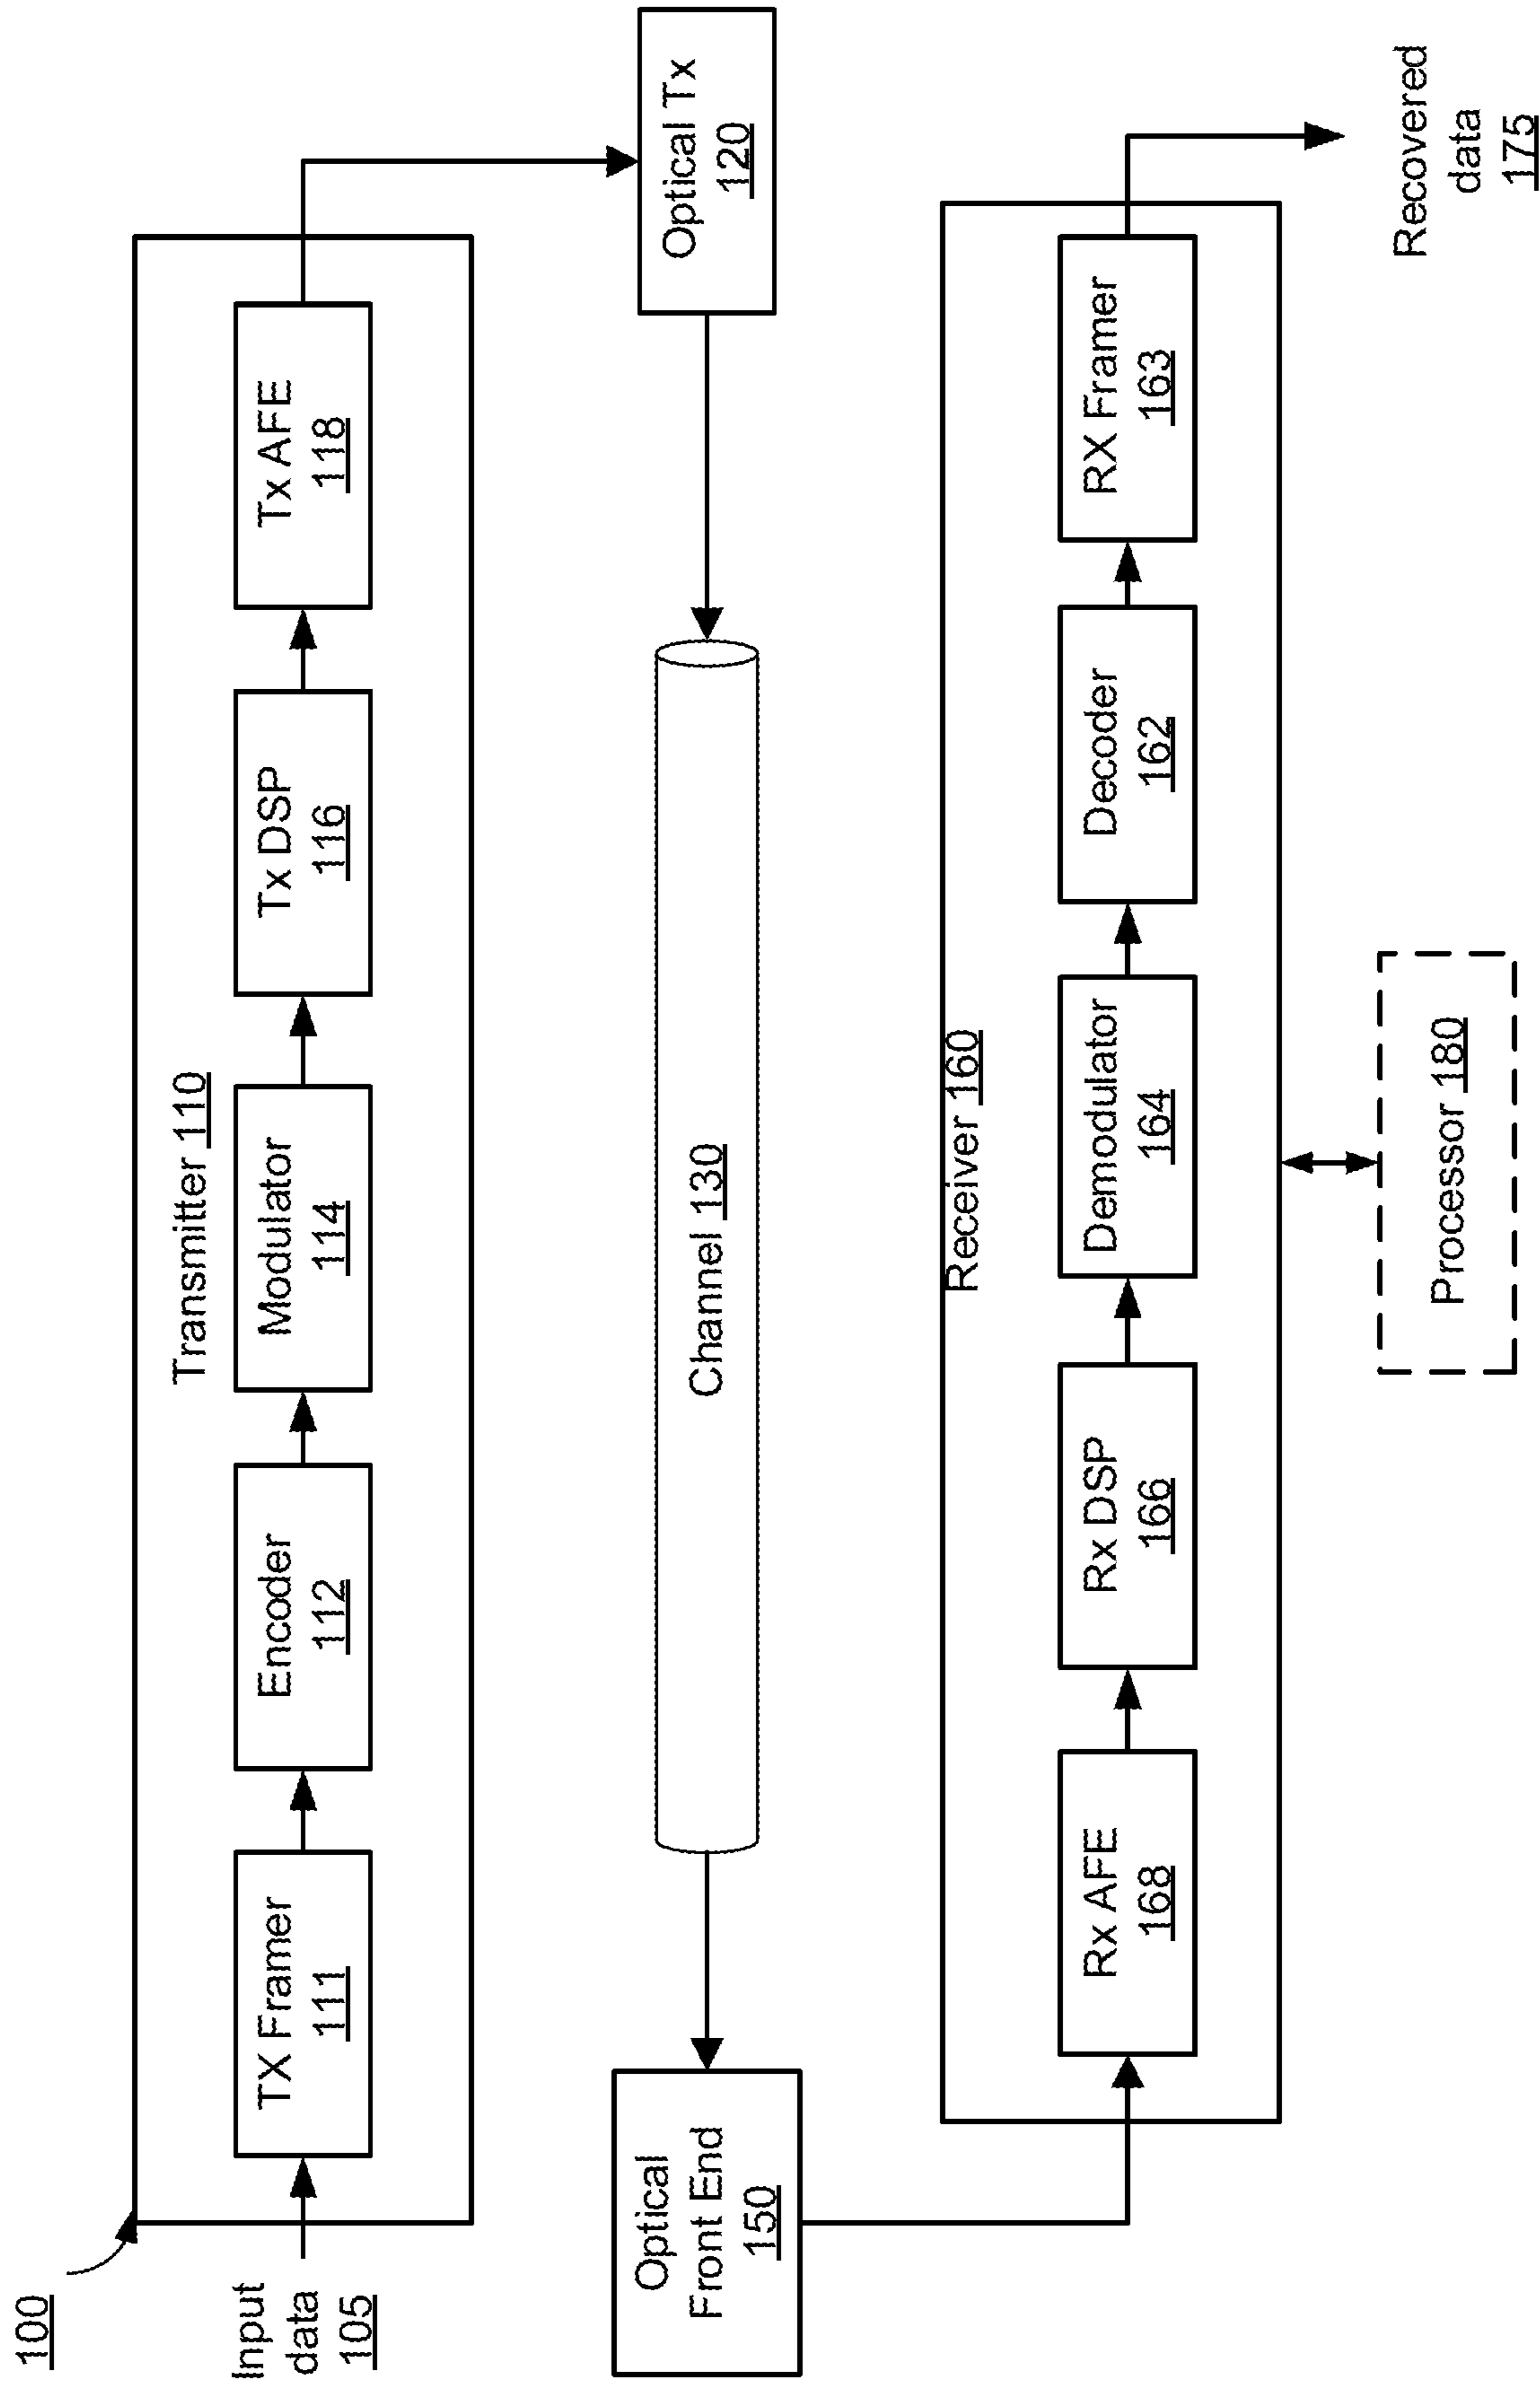 100
Input
data
105
Transmitter 110
TX Framer
111
Encoder
112
Modulator
114
Tx DSP
116
Tx AFE
118
Optical Tx
120
Channel 130
Optical
Front End
150
Receiver 160
Rx AFE
168
Rx DSP
166
Demodulator
164
Decoder
162
RX Framer
163
Recovered
data
175
Processor 180